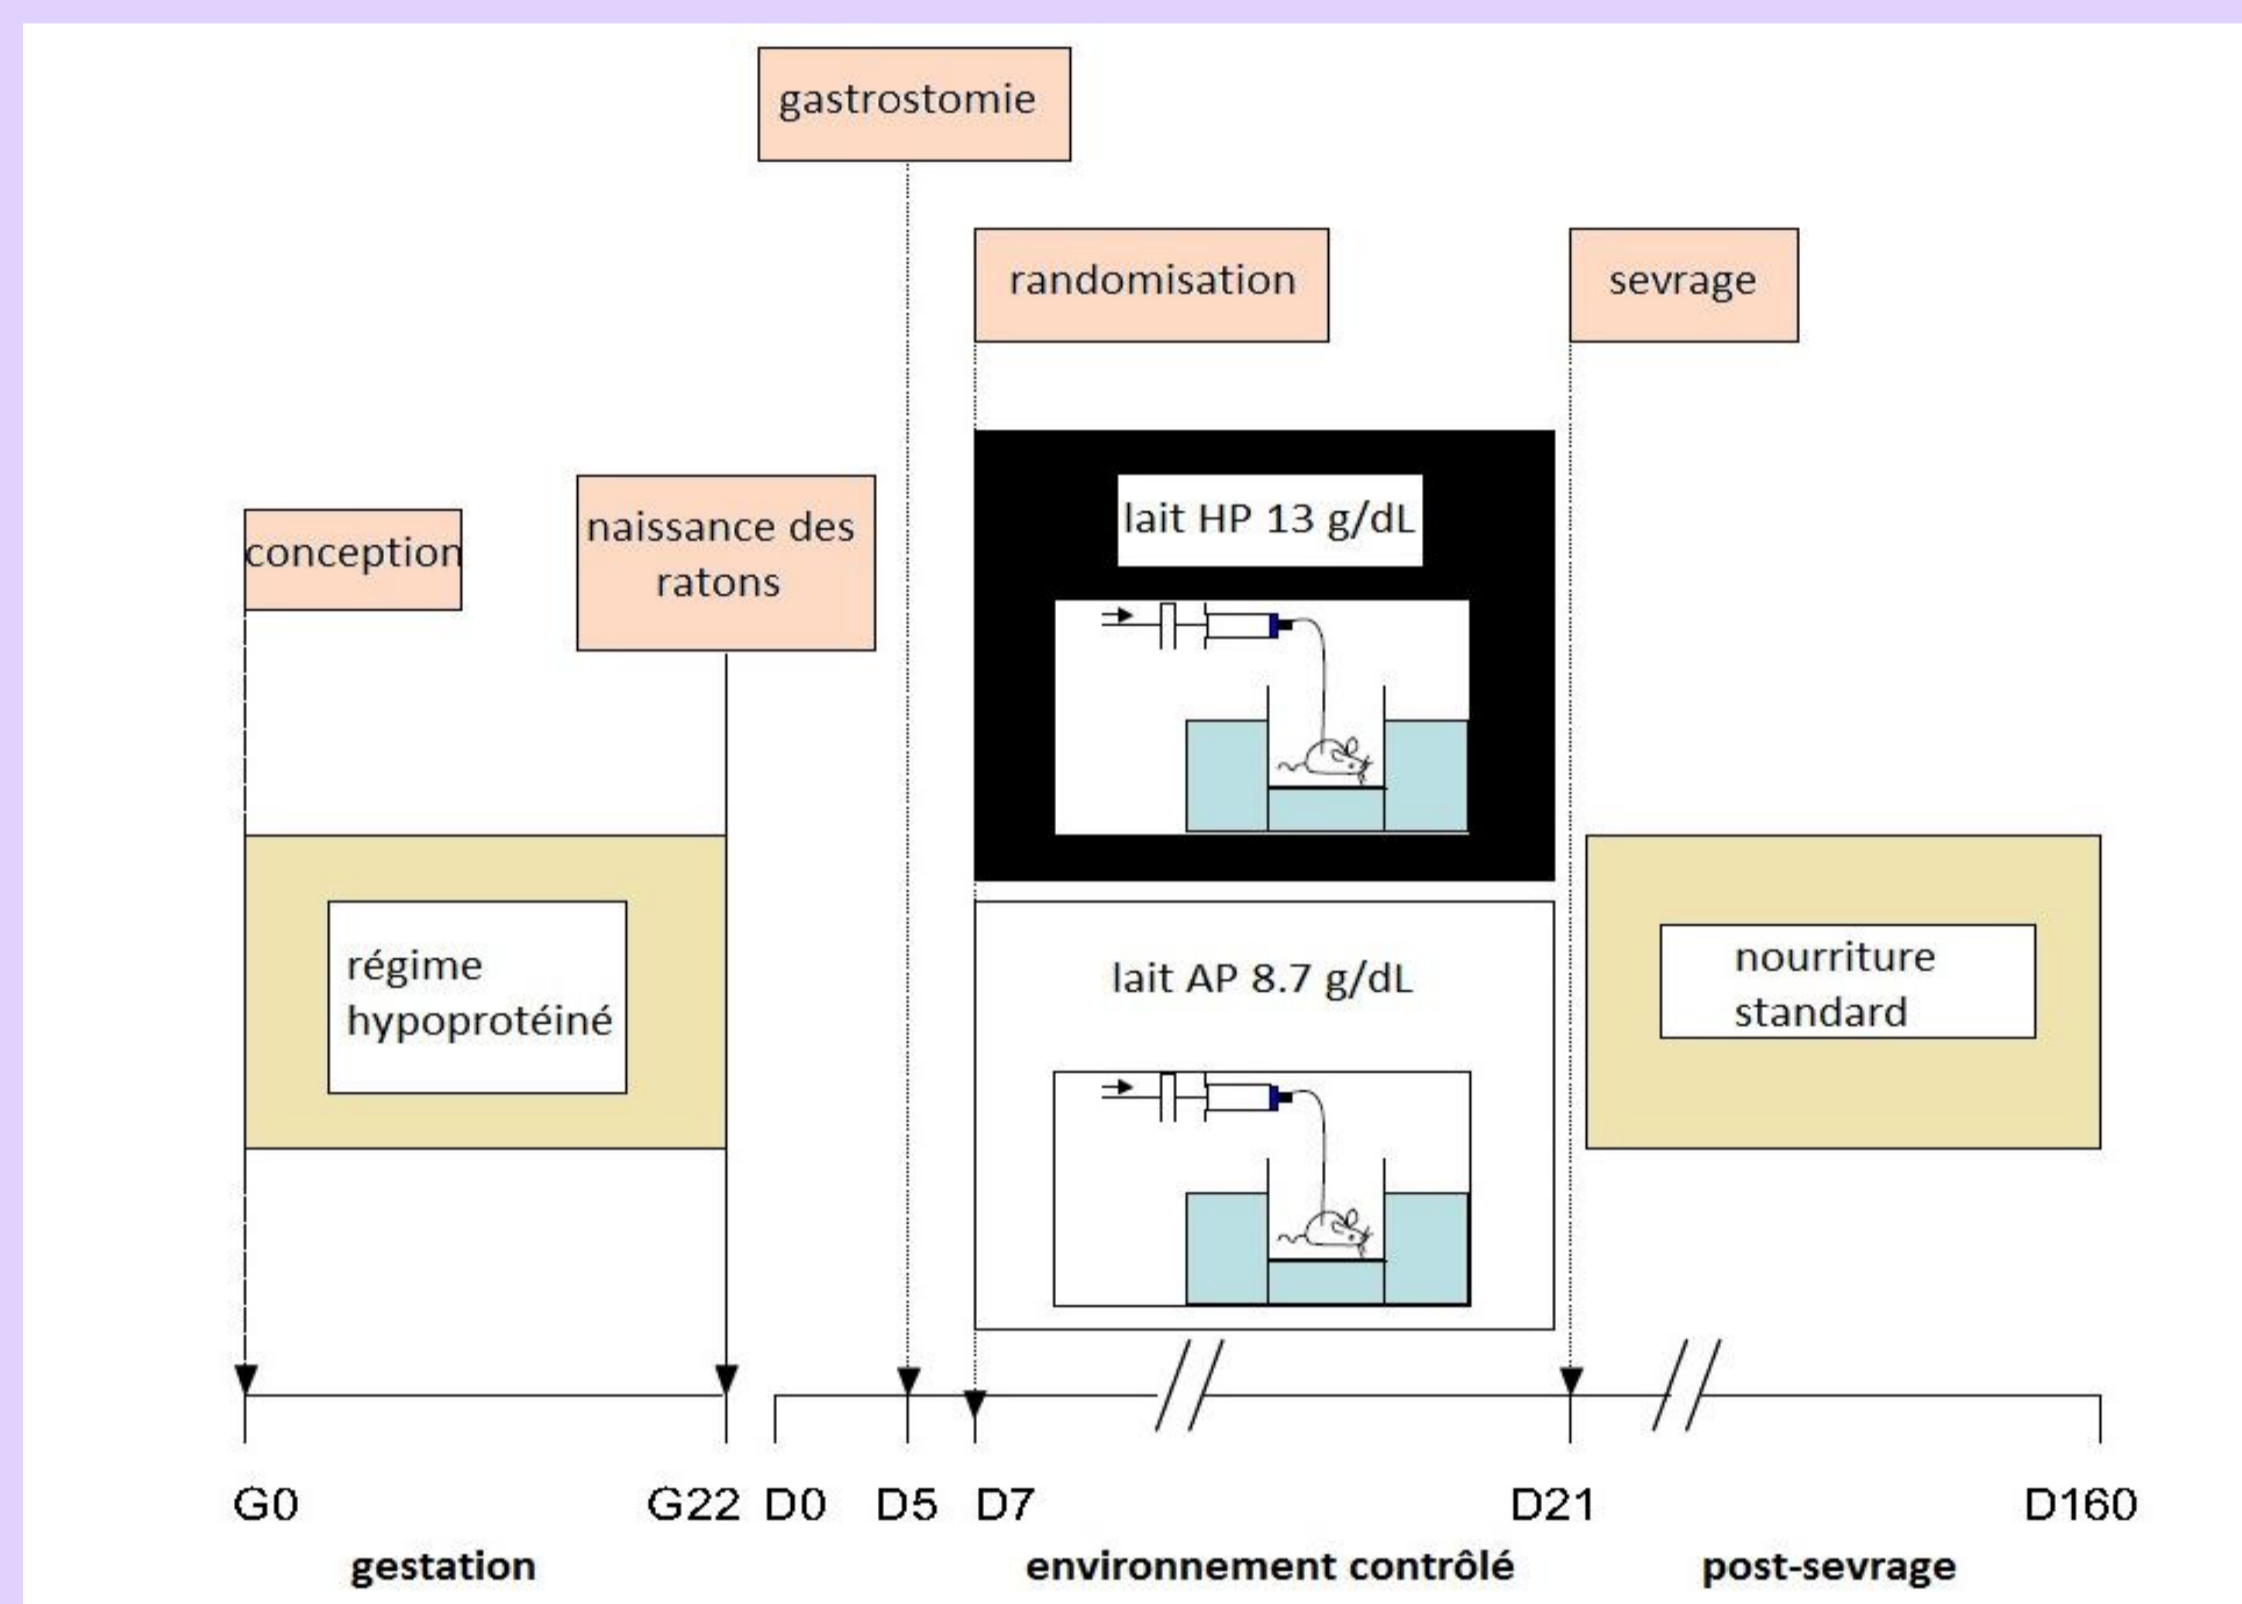 gastrostomie
randomisation
sevrage
conception
naissance des
ratons
lait HP 13 g/dL
régime
hypoprotéiné
lait AP 8.7 g/dL
nourriture
standard
G0
G22
D0
D5
D7
D21
D160
gestation
environnement contrôlé
post-sevrage